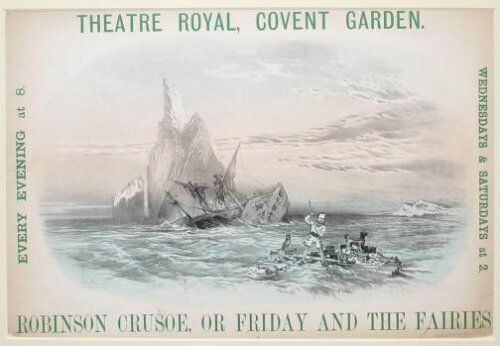 THEATRE ROYAL, COVENT GARDEN.
EVERY EVENING at 8.
WEDNESDAYS & SATURDAYS at 2.
ROBINSON CRUSOE, OR FRIDAY AND THE FAIRIES